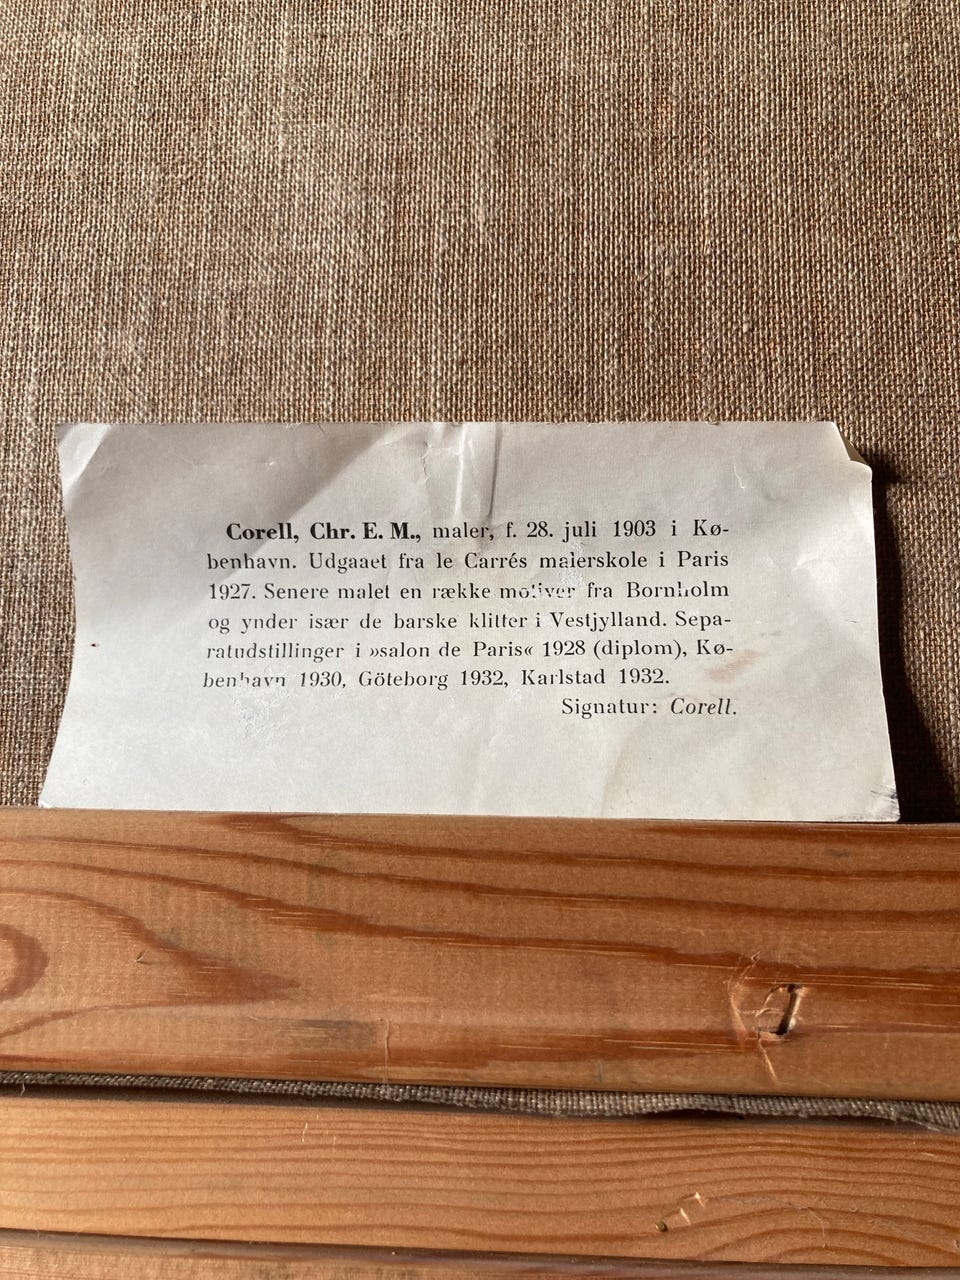 Corell, Chr. E. M., maler, f. 28. juli 1903 i Kø-
benhavn. Udgaaet fra le Carrés malerskole i Paris
1927. Senere malet en række motiver fra Bornholm
og ynder især de barske klitter i Vestjylland. Sepa-
ratudstillinger i »salon de Paris« 1928 (diplom), Kø-
benhavn 1930, Göteborg 1932, Karlstad 1932.
Signatur: Corell.